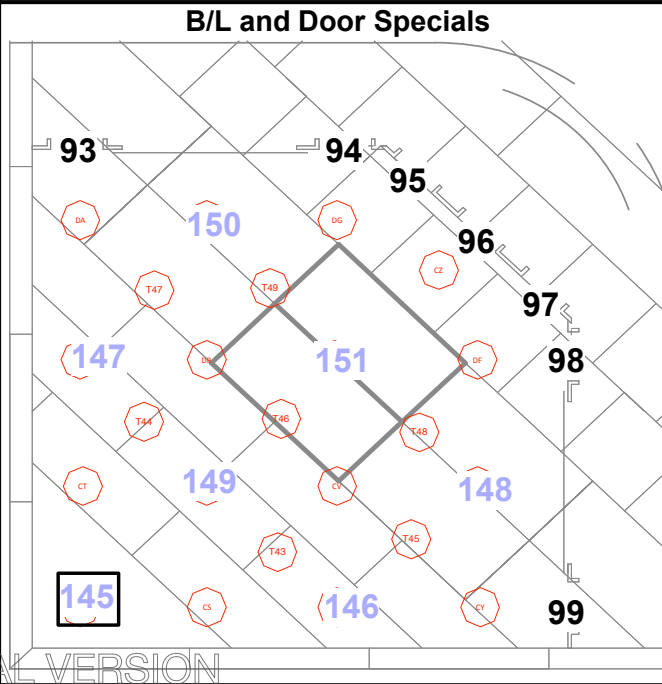 B/L and Door Specials
93
94
95
DA
150
DG
96
CZ
T47
T49
97
147
151
DF
98
T44
T46
T48
CT
149
CV
148
T43
T45
145
CS
146
CY
99
AL VERSION